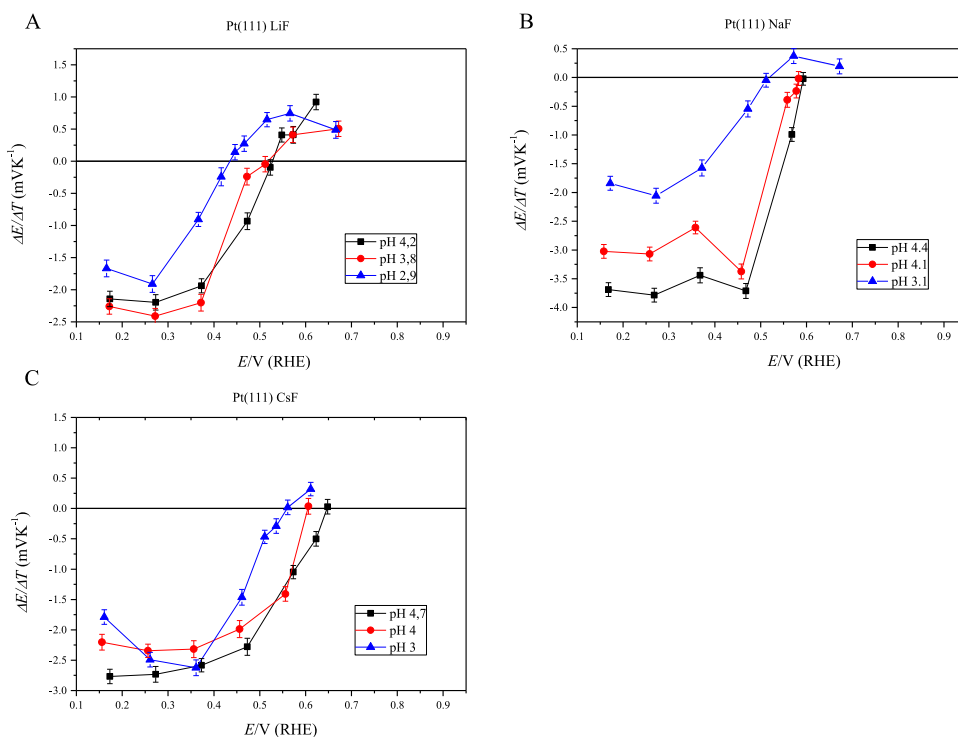 A
Pt(111) LiF
1.5
1.0
0.5
0.0
-0.5
-1.0
-1.5
-2.0
-2.5
ΔE/ΔT (mVK⁻¹)
pH 4,2
pH 3,8
pH 2,9
0.1 0.2 0.3 0.4 0.5 0.6 0.7 0.8 0.9
E/V (RHE)
B
Pt(111) NaF
0.5
0.0
-0.5
-1.0
-1.5
-2.0
-2.5
-3.0
-3.5
-4.0
ΔE/ΔT (mVK⁻¹)
pH 4.4
pH 4.1
pH 3.1
0.1 0.2 0.3 0.4 0.5 0.6 0.7 0.8 0.9
E/V (RHE)
C
Pt(111) CsF
1.5
1.0
0.5
0.0
-0.5
-1.0
-1.5
-2.0
-2.5
-3.0
ΔE/ΔT (mVK⁻¹)
pH 4,7
pH 4
pH 3
0.1 0.2 0.3 0.4 0.5 0.6 0.7 0.8 0.9
E/V (RHE)